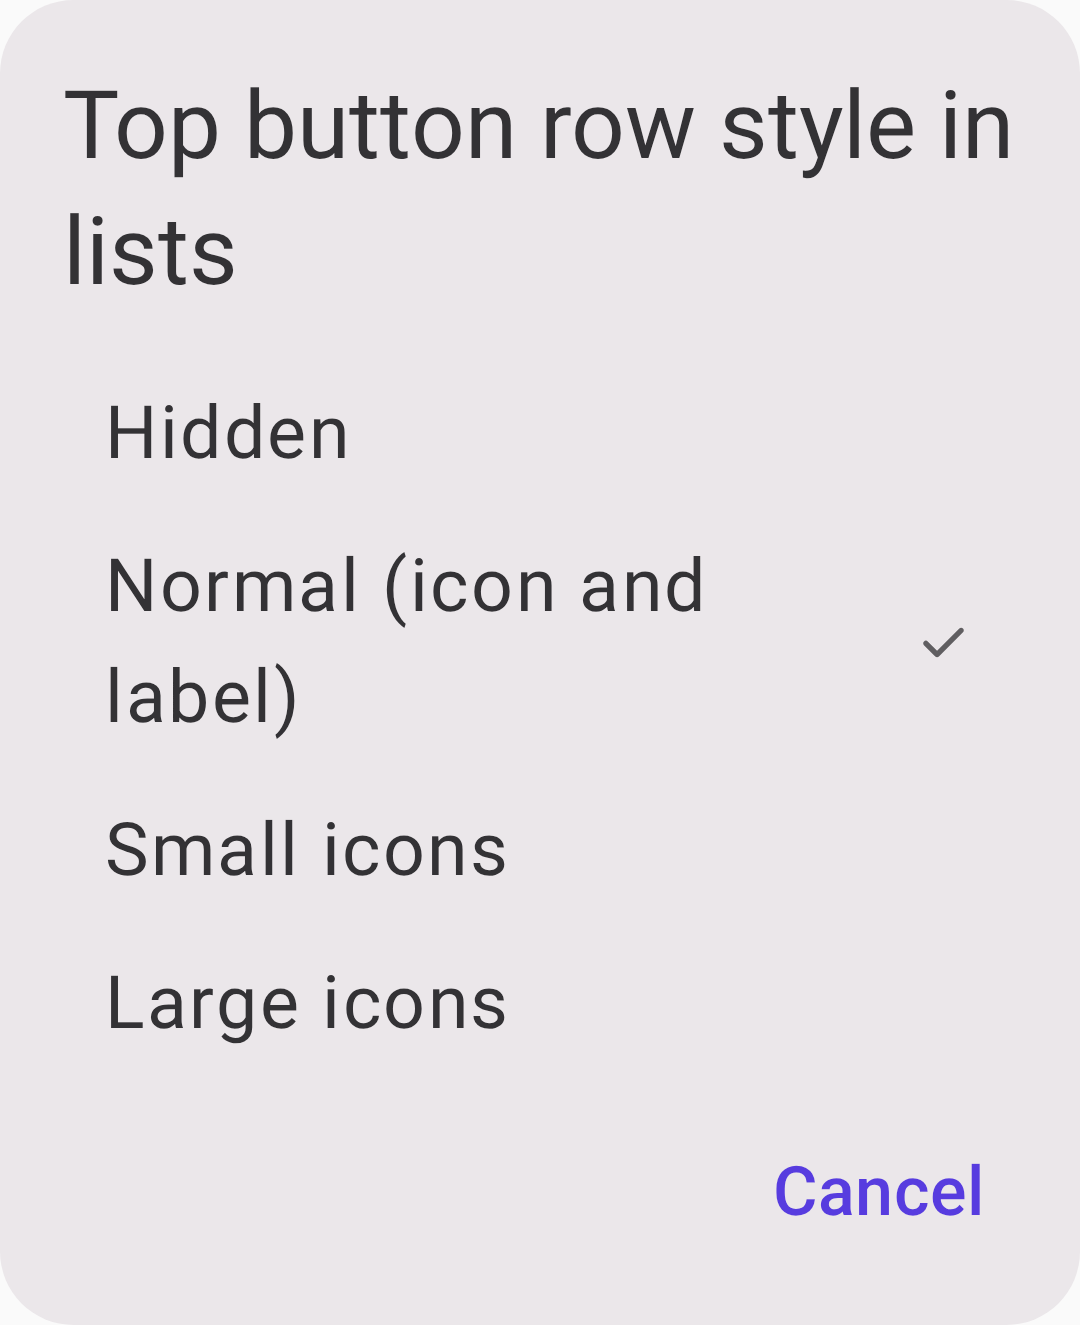 Top button row style in
lists
Hidden
Normal (icon and
label)
Small icons
Large icons
Cancel